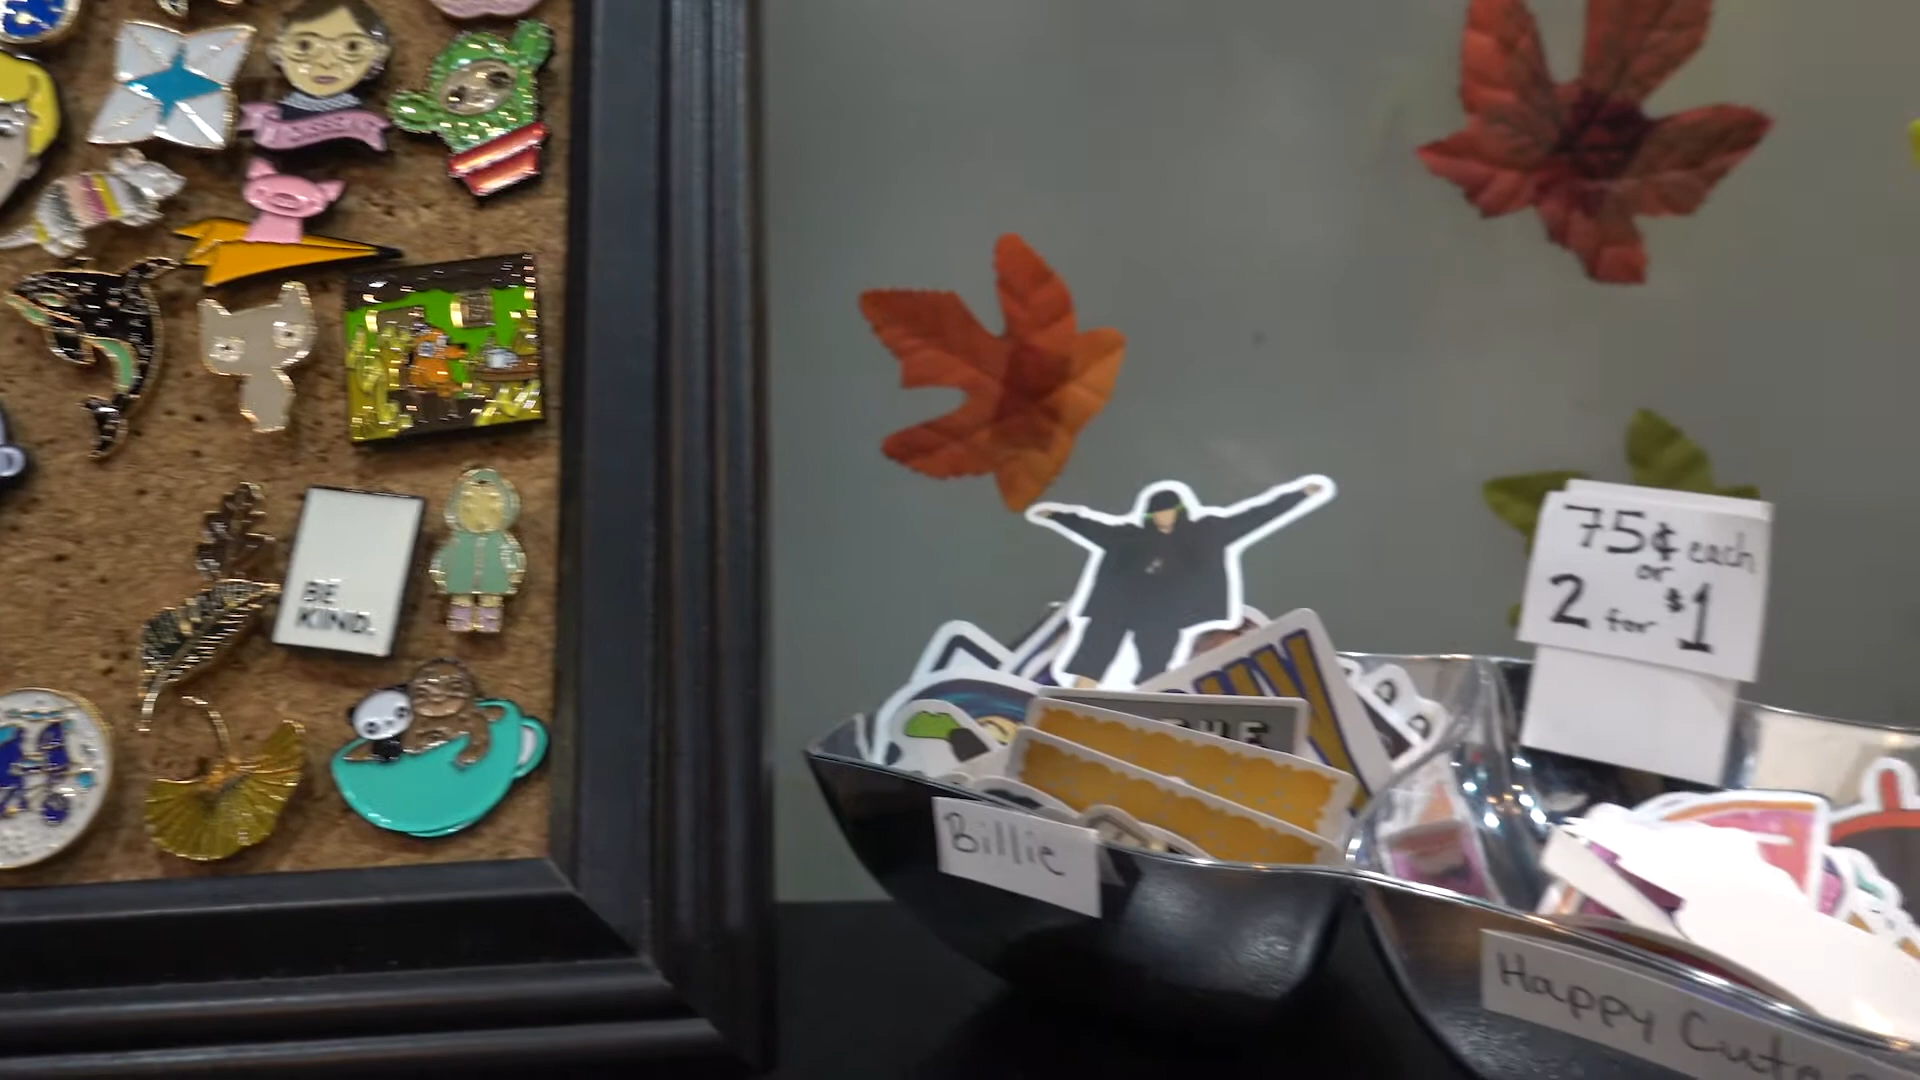 BE
KIND.
75¢ each
or
2 for $1
Billie
Happy Cute